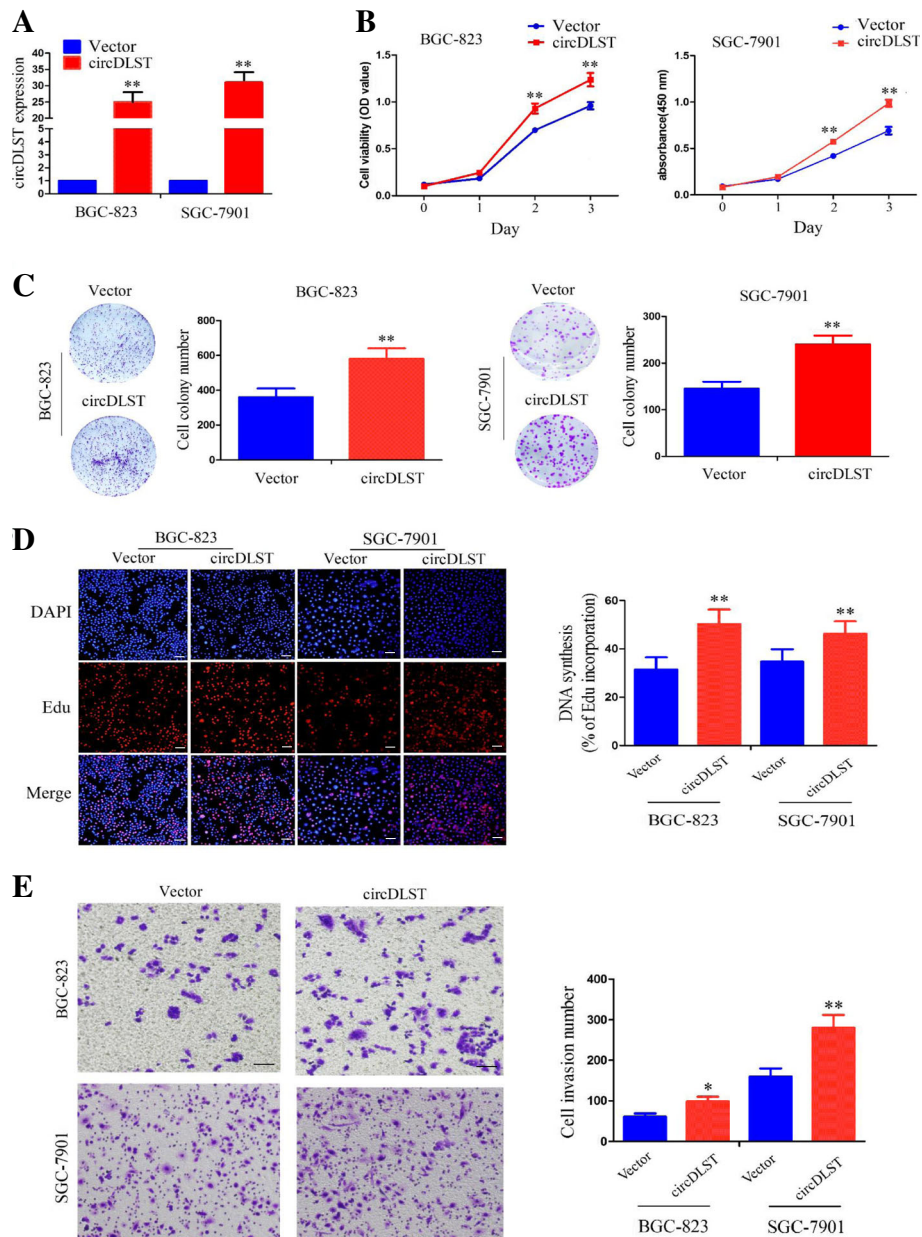 A
Vector
circDLST
circDLST expression
35
30
25
20
5
4
3
2
1
0
**
**
BGC-823
SGC-7901
B
BGC-823
Vector
circDLST
Cell viability (OD value)
1.5
1.0
0.5
0.0
**
**
0
1
2
3
Day
SGC-7901
Vector
circDLST
absorbance(450 nm)
1.5
1.0
0.5
0.0
**
**
0
1
2
3
Day
C
Vector
BGC-823
circDLST
BGC-823
Cell colony number
800
600
400
200
0
**
Vector
circDLST
Vector
SGC-7901
circDLST
SGC-7901
Cell colony number
300
200
100
0
**
Vector
circDLST
D
BGC-823
SGC-7901
Vector
circDLST
Vector
circDLST
DAPI
Edu
Merge
DNA synthesis
(% of Edu incorporation)
80
60
40
20
0
**
**
Vector
circDLST
Vector
circDLST
BGC-823
SGC-7901
E
Vector
circDLST
BGC-823
SGC-7901
Cell invasion number
400
300
200
100
0
*
**
Vector
circDLST
Vector
circDLST
BGC-823
SGC-7901